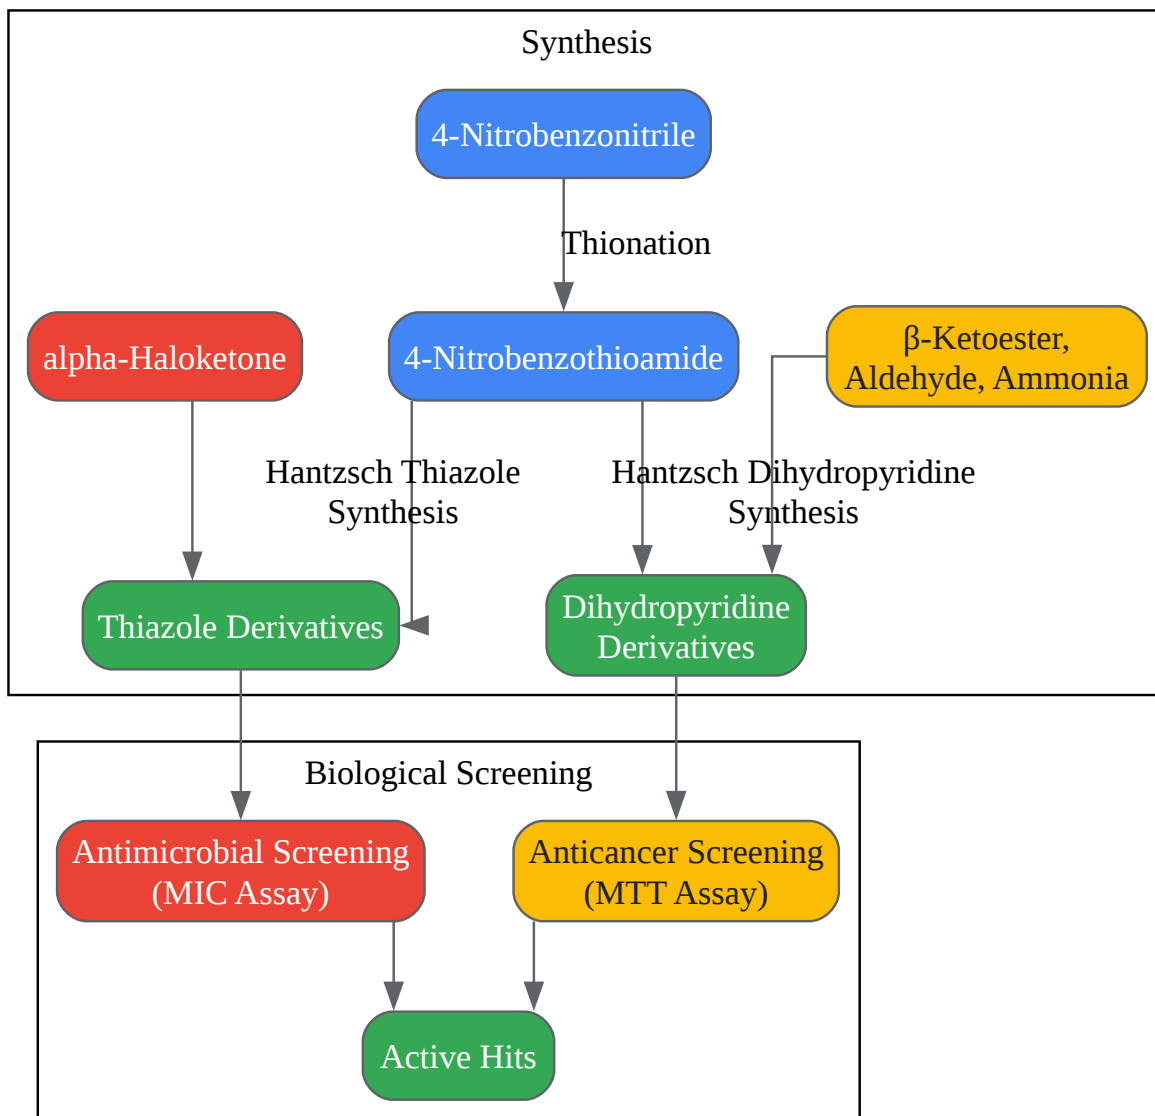 Synthesis
4-Nitrobenzonitrile
Thionation
alpha-Haloketone
4-Nitrobenzothioamide
β-Ketoester,
Aldehyde, Ammonia
Hantzsch Thiazole
Synthesis
Hantzsch Dihydropyridine
Synthesis
Thiazole Derivatives
Dihydropyridine
Derivatives
Biological Screening
Antimicrobial Screening
(MIC Assay)
Anticancer Screening
(MTT Assay)
Active Hits